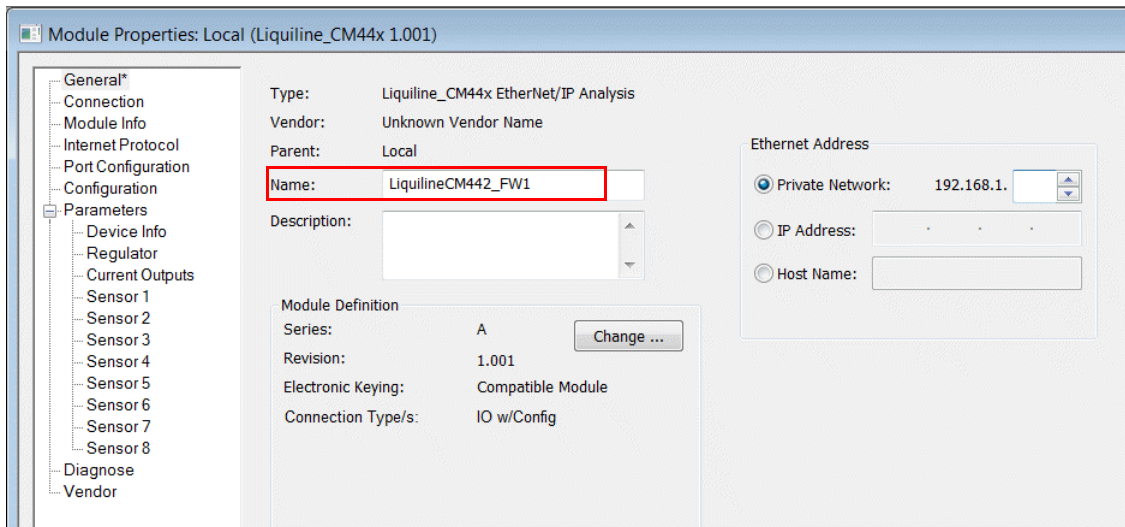 Module Properties: Local (Liquiline_CM44x 1.001)
General*
Connection
Module Info
Internet Protocol
Port Configuration
Configuration
Parameters
Device Info
Regulator
Current Outputs
Sensor 1
Sensor 2
Sensor 3
Sensor 4
Sensor 5
Sensor 6
Sensor 7
Sensor 8
Diagnose
Vendor
Type: Liquiline_CM44x EtherNet/IP Analysis
Vendor: Unknown Vendor Name
Parent: Local
Name: LiquilineCM442_FW1
Description:
Module Definition
Series: A Change ...
Revision: 1.001
Electronic Keying: Compatible Module
Connection Type/s: IO w/Config
Ethernet Address
Private Network: 192.168.1.
IP Address: . . .
Host Name: